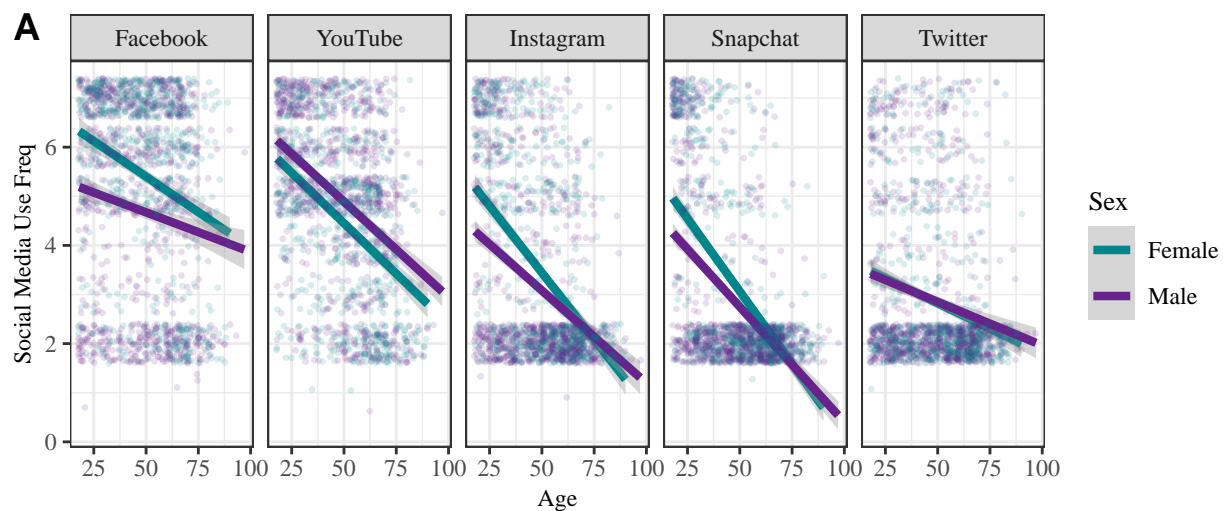 A
Facebook YouTube Instagram Snapchat Twitter
Social Media Use Freq
6
4
2
0
25 50 75 100 25 50 75 100 25 50 75 100 25 50 75 100 25 50 75 100
Age
Sex
Female
Male